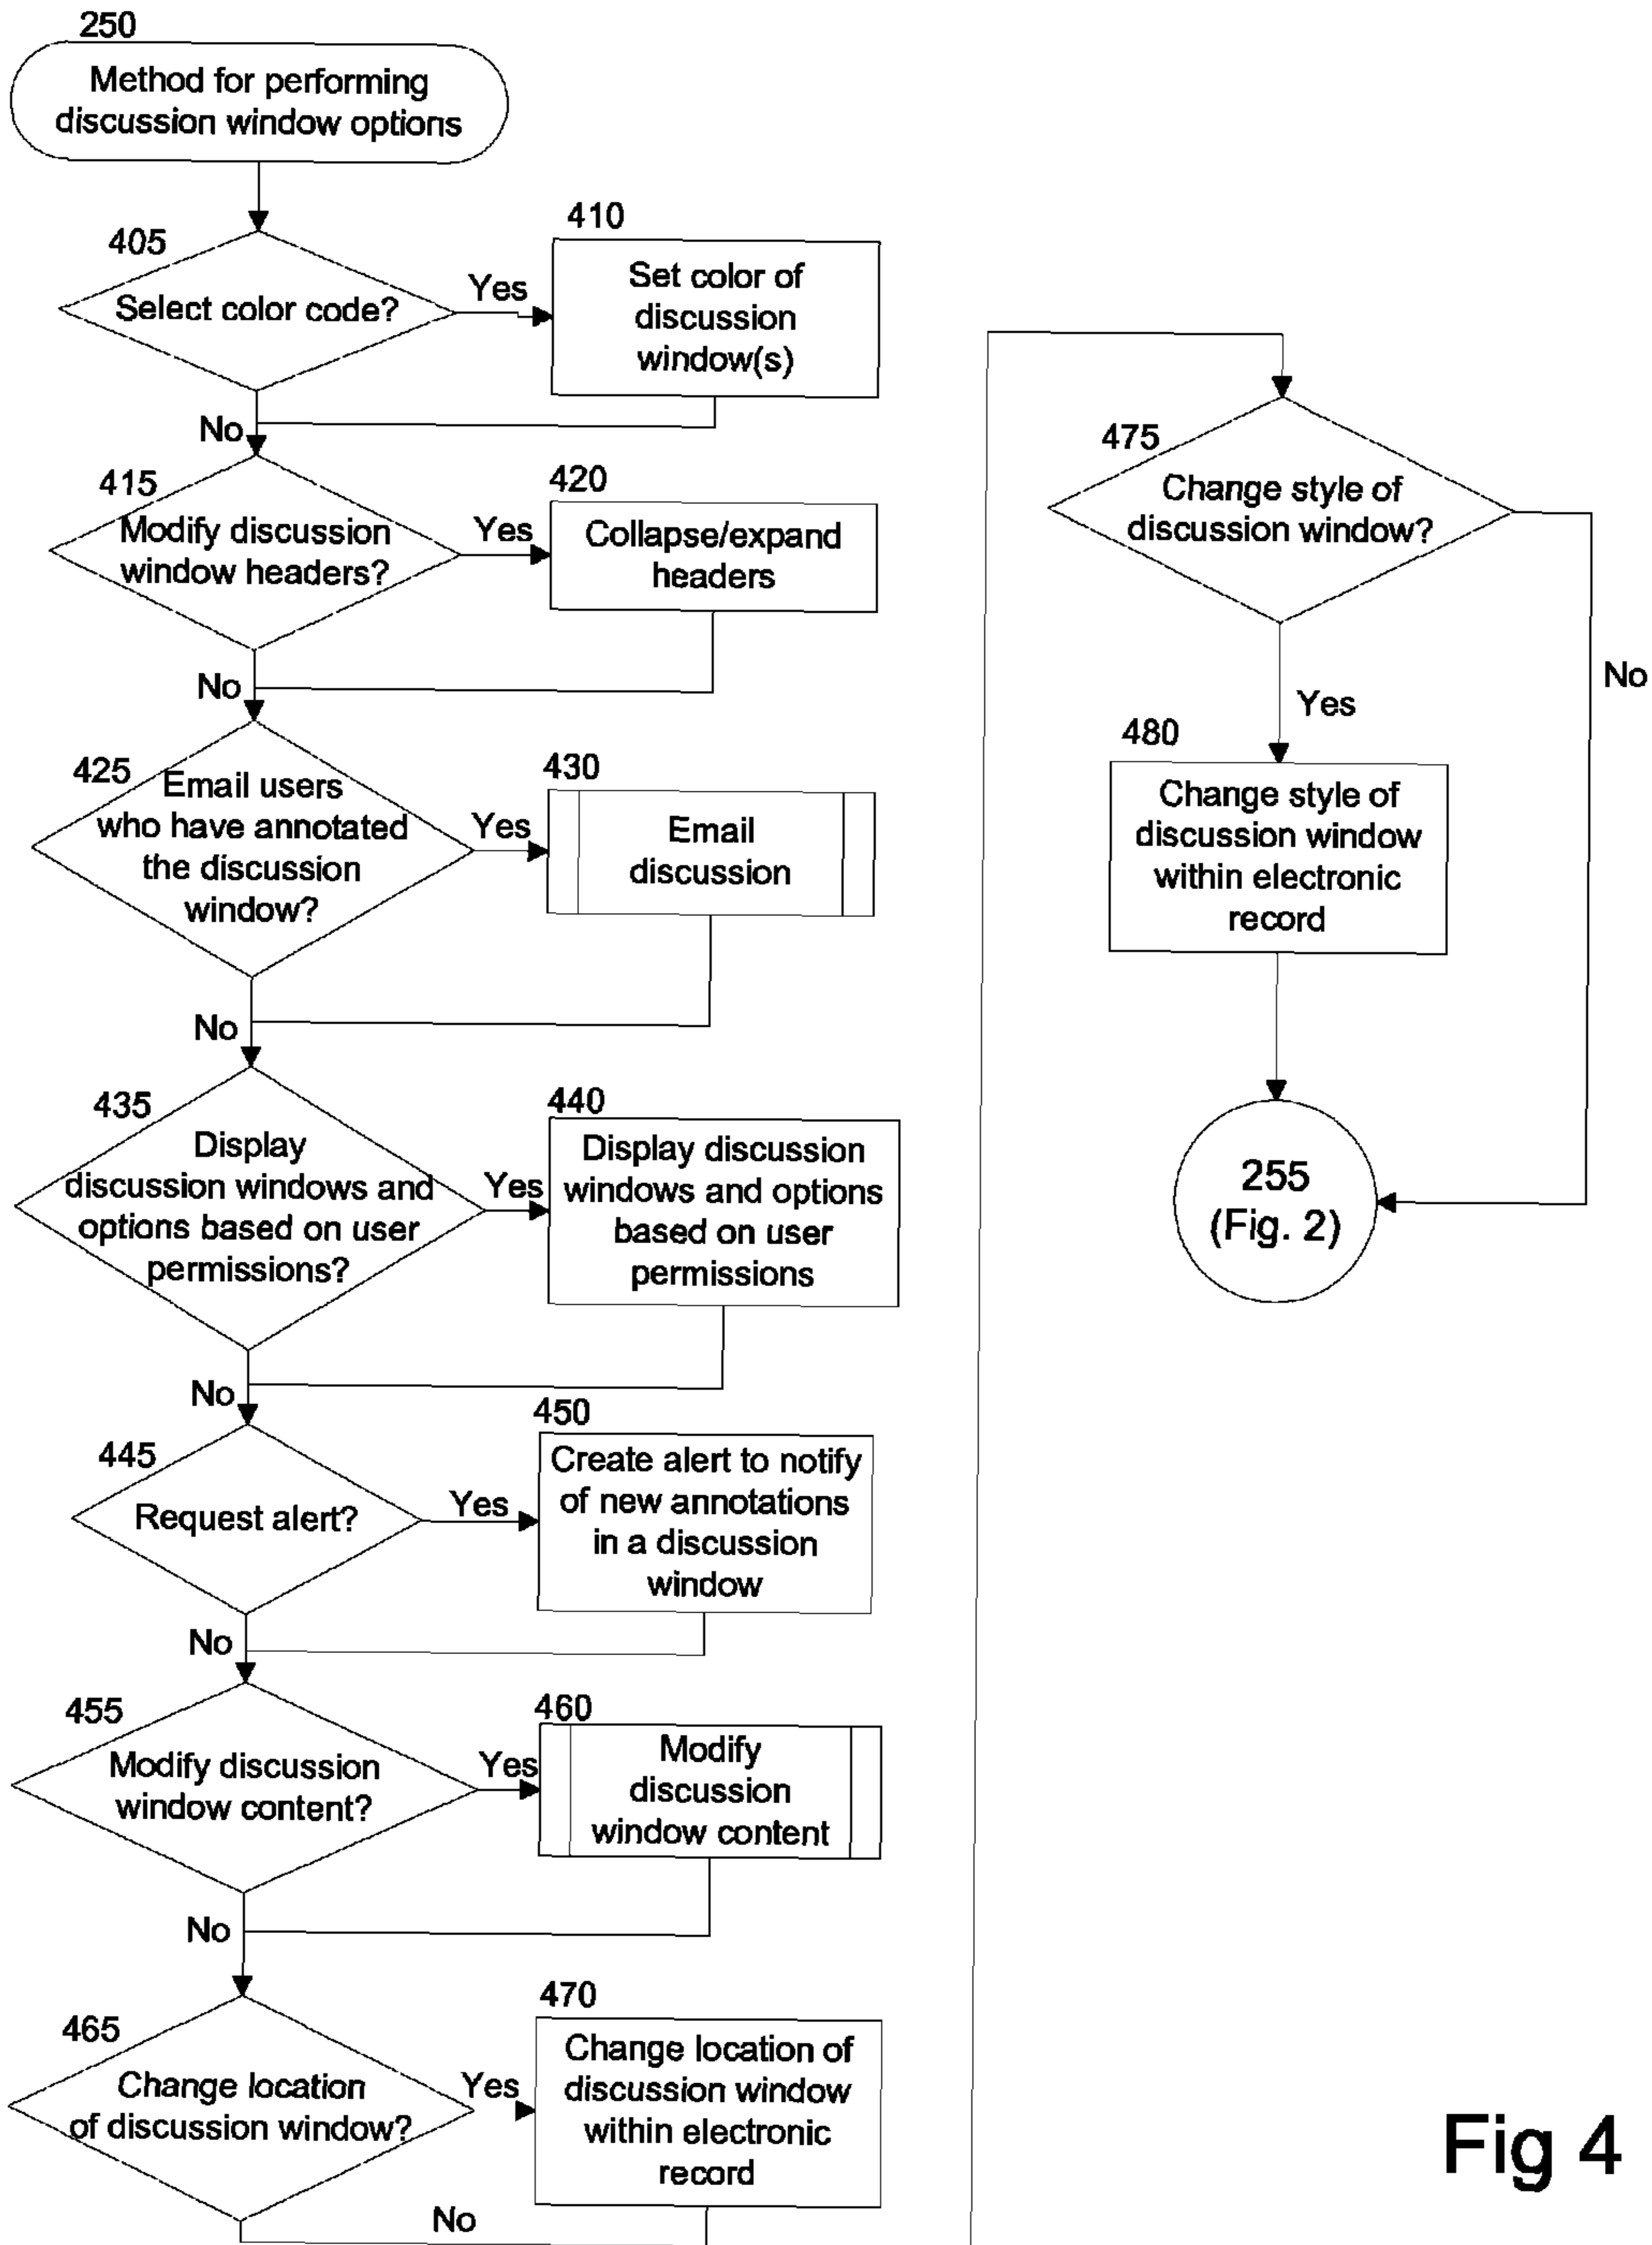 250
Method for performing
discussion window options
405
Select color code?
Yes
410
Set color of
discussion
window(s)
No
415
Modify discussion
window headers?
Yes
420
Collapse/expand
headers
No
425
Email users
who have annotated
the discussion
window?
Yes
430
Email
discussion
No
435
Display
discussion windows and
options based on user
permissions?
Yes
440
Display discussion
windows and options
based on user
permissions
No
445
Request alert?
Yes
450
Create alert to notify
of new annotations
in a discussion
window
No
455
Modify discussion
window content?
Yes
460
Modify
discussion
window content
No
465
Change location
of discussion window?
Yes
470
Change location of
discussion window
within electronic
record
No
475
Change style of
discussion window?
No
Yes
480
Change style of
discussion window
within electronic
record
255
(Fig. 2)
Fig 4